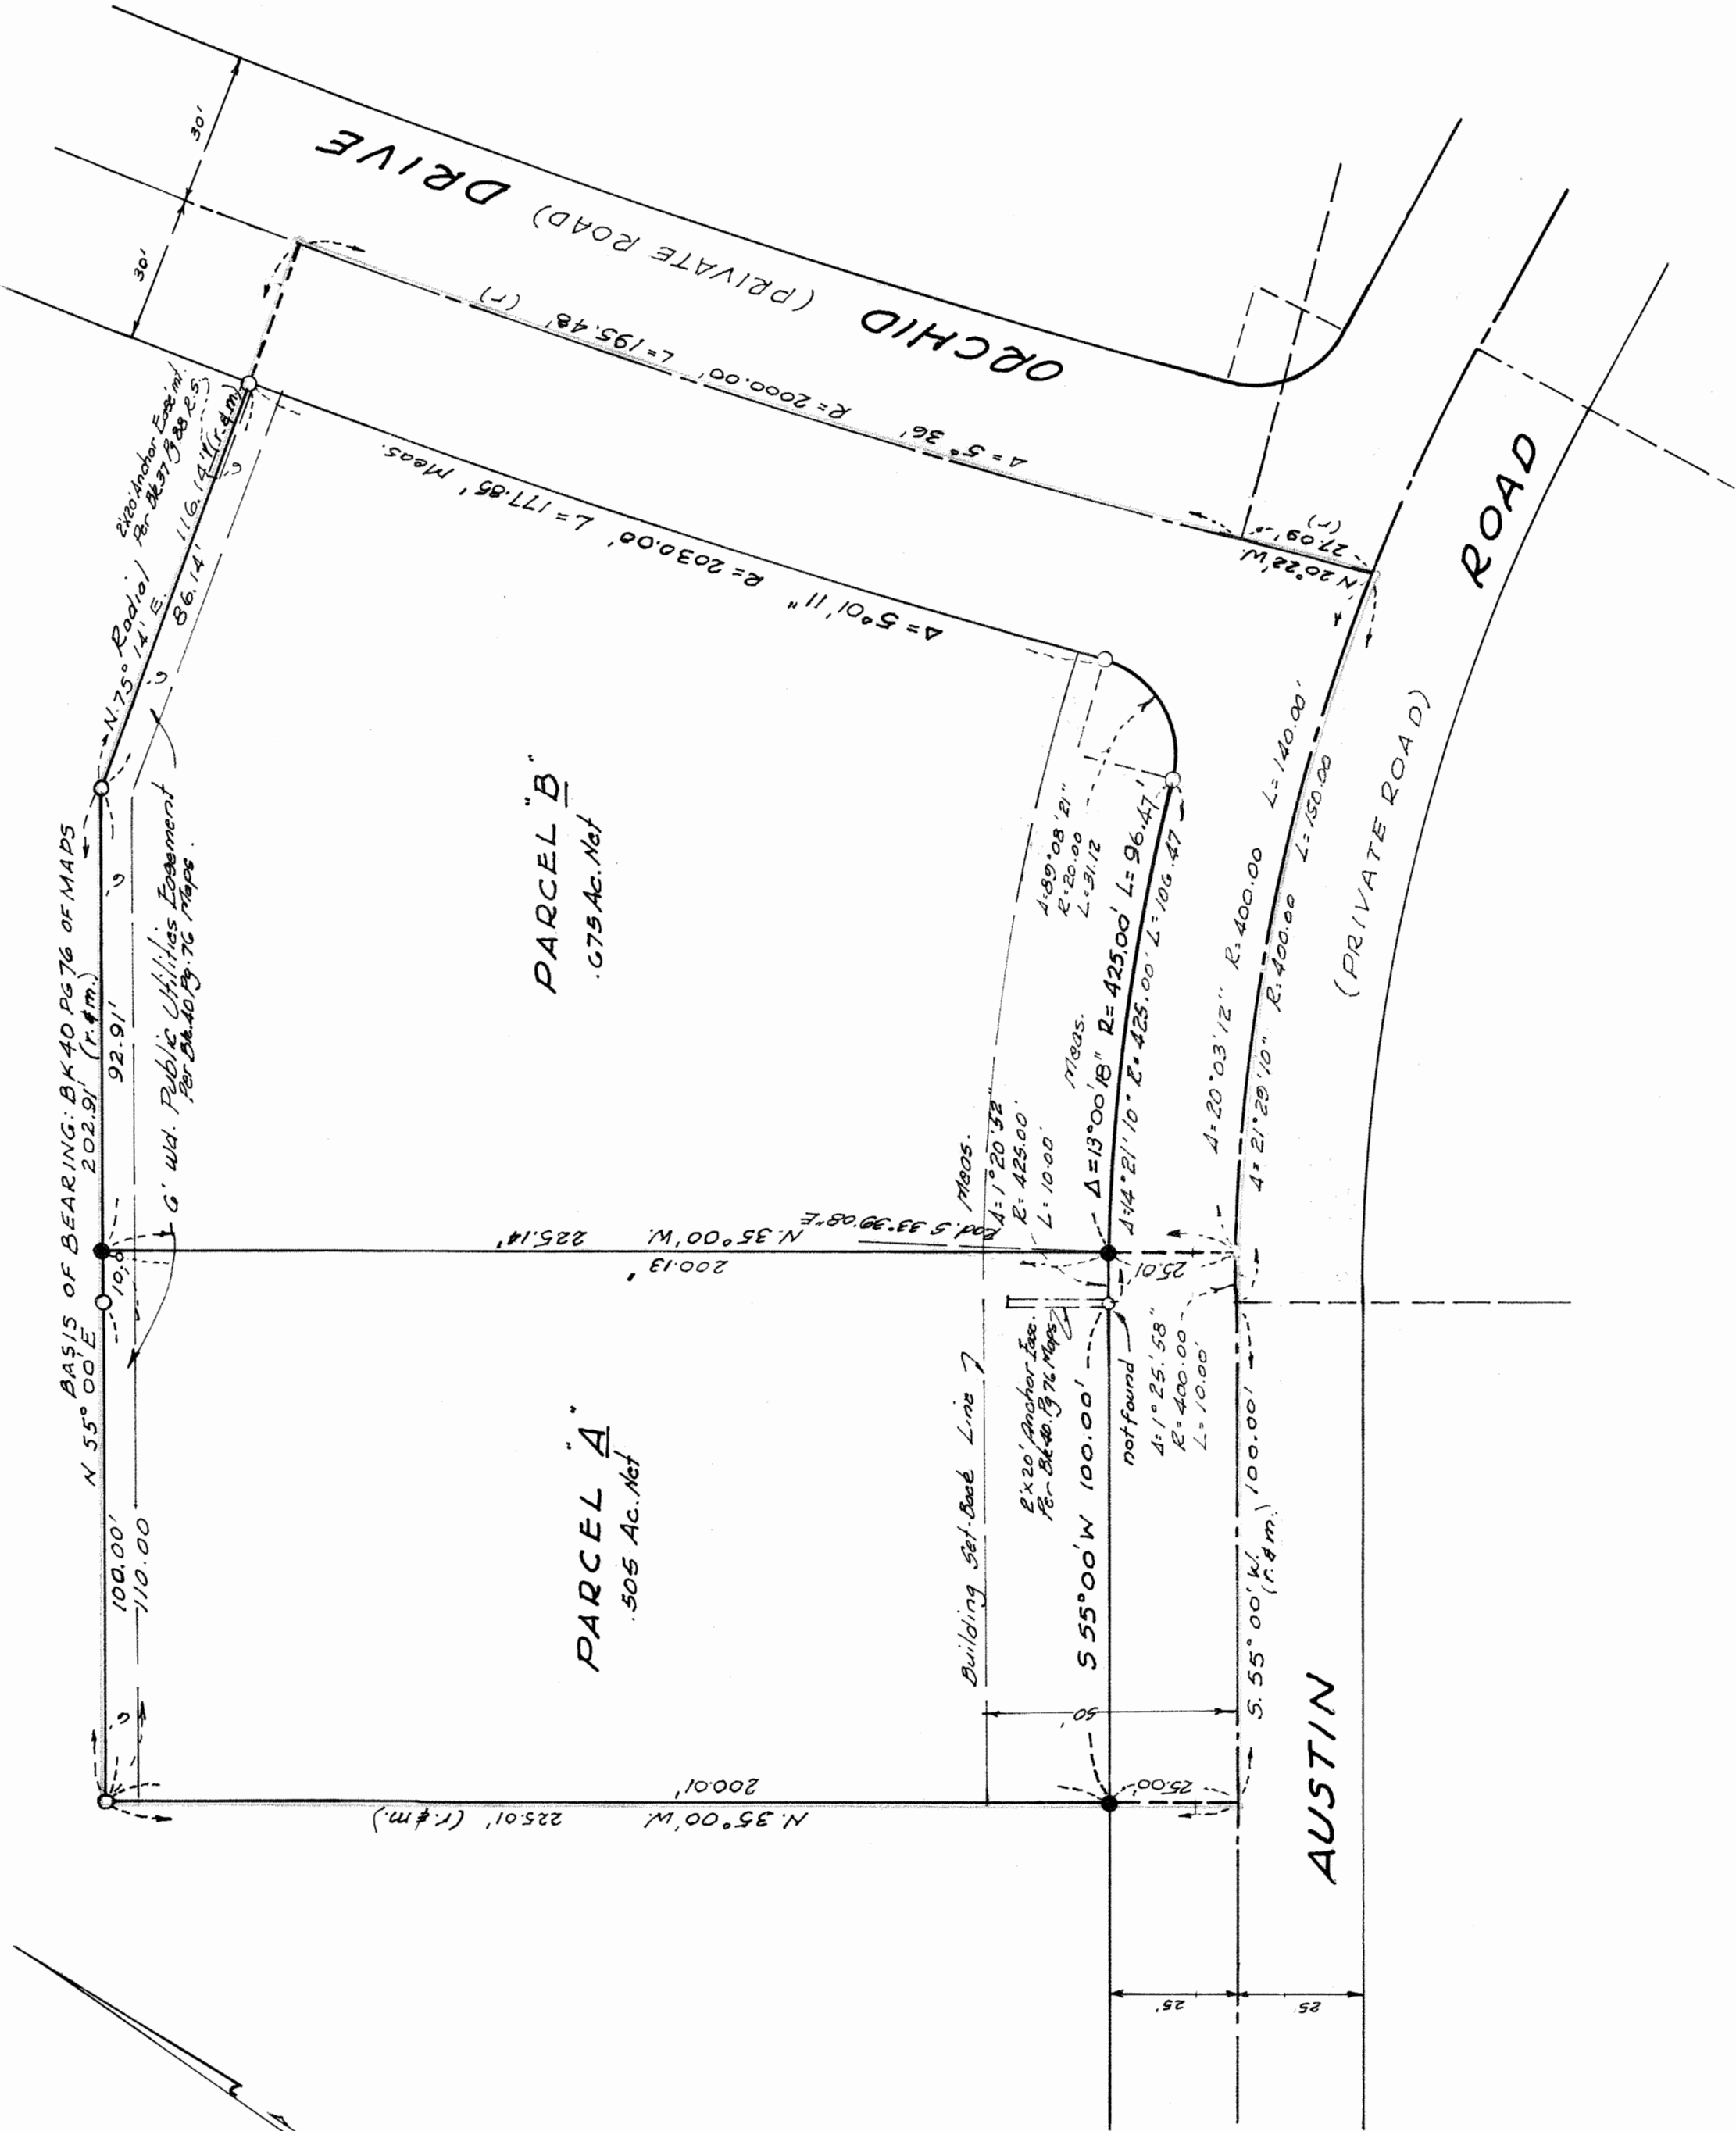 BASIS OF BEARING: BK40 PG76 OF MAPS
N 55° 00' E 202.91' (r.&m.)
100.00'
110.00
10.0
92.91'
6' wd. Public Utilities Easement
Per Bk.40 Pg.76 Maps.
N.75° 14' E.
Radial
116.14' (r.&m.)
86.14'
2'x20' Anchor Easem't.
Per Bk37 Pg 88 R.S.
30'
30'
ORCHID (PRIVATE ROAD) DRIVE
Δ=5° 36' R=2000.00' L=195.48' (r)
Δ=5°01'11" R=2030.00' L=177.85' Meas.
N 20°22' W.
27.09'
(r)
PARCEL "B"
.675 Ac. Net
PARCEL "A"
.505 Ac. Net
N.35°00' W. 225.14'
200.13'
Rad. S 33°39'08" E
N.35°00' W. 225.01' (r.&m.)
200.01'
Building Set-Back Line
50'
25.00'
25.01
Meas.
Δ=1°20'52"
R=425.00'
L=10.00'
Δ=89°08'21"
R=20.00
L=31.12
Meas.
Δ=13°00'18" R=425.00' L=96.47'
Δ=14°21'10" R=425.00' L=106.47
2'x20' Anchor Ease.
Per Bk.40. Pg 76 Maps
S 55°00' W 100.00'
not found
Δ=1°25'58"
R=400.00
L=10.00'
Δ=20°03'12" R=400.00 L=140.00'
Δ=21°29'10" R=400.00 L=150.00
S. 55°00' W. 100.00'
(r.&m.)
AUSTIN (PRIVATE ROAD) ROAD
25'
25